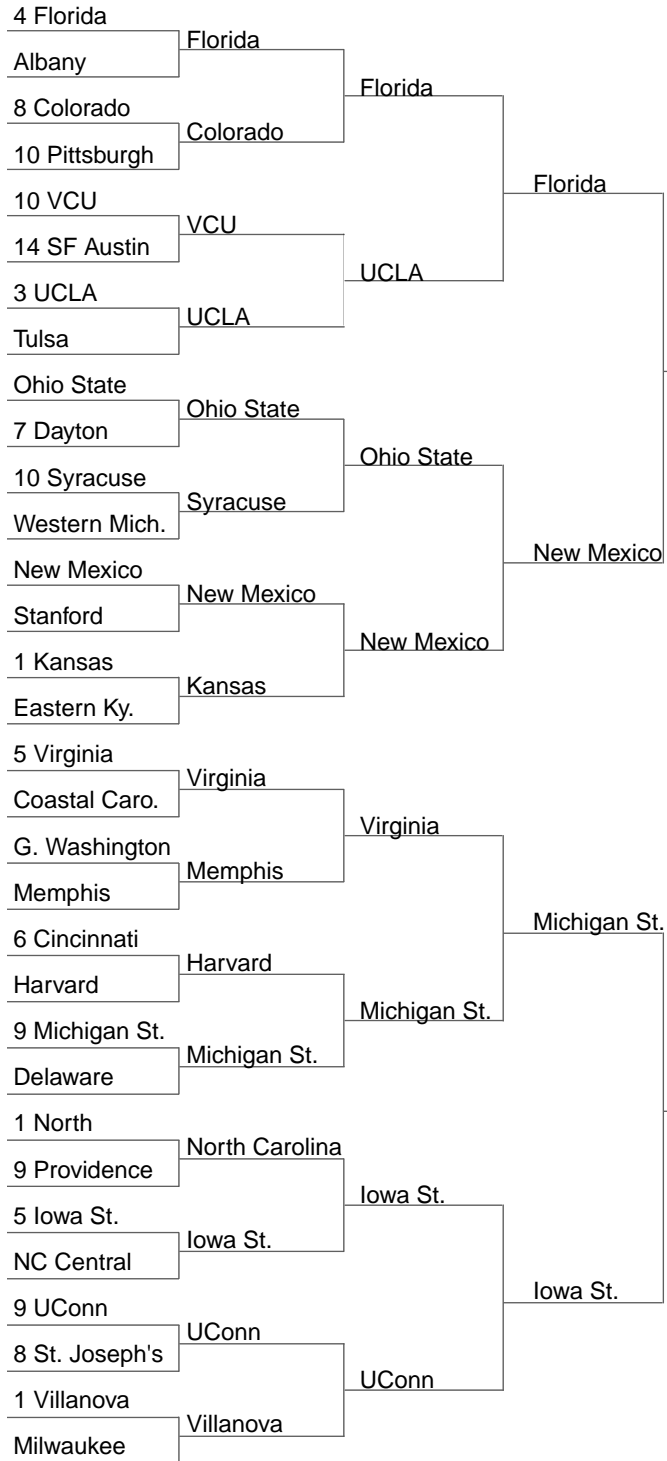 4 Florida
Albany
8 Colorado
10 Pittsburgh
10 VCU
14 SF Austin
3 UCLA
Tulsa
Ohio State
7 Dayton
10 Syracuse
Western Mich.
New Mexico
Stanford
1 Kansas
Eastern Ky.
5 Virginia
Coastal Caro.
G. Washington
Memphis
6 Cincinnati
Harvard
9 Michigan St.
Delaware
1 North
9 Providence
5 Iowa St.
NC Central
9 UConn
8 St. Joseph's
1 Villanova
Milwaukee
Florida
Colorado
VCU
UCLA
Ohio State
Syracuse
New Mexico
Kansas
Virginia
Memphis
Harvard
Michigan St.
North Carolina
Iowa St.
UConn
Villanova
Florida
UCLA
Ohio State
New Mexico
Virginia
Michigan St.
Iowa St.
UConn
Florida
New Mexico
Michigan St.
Iowa St.